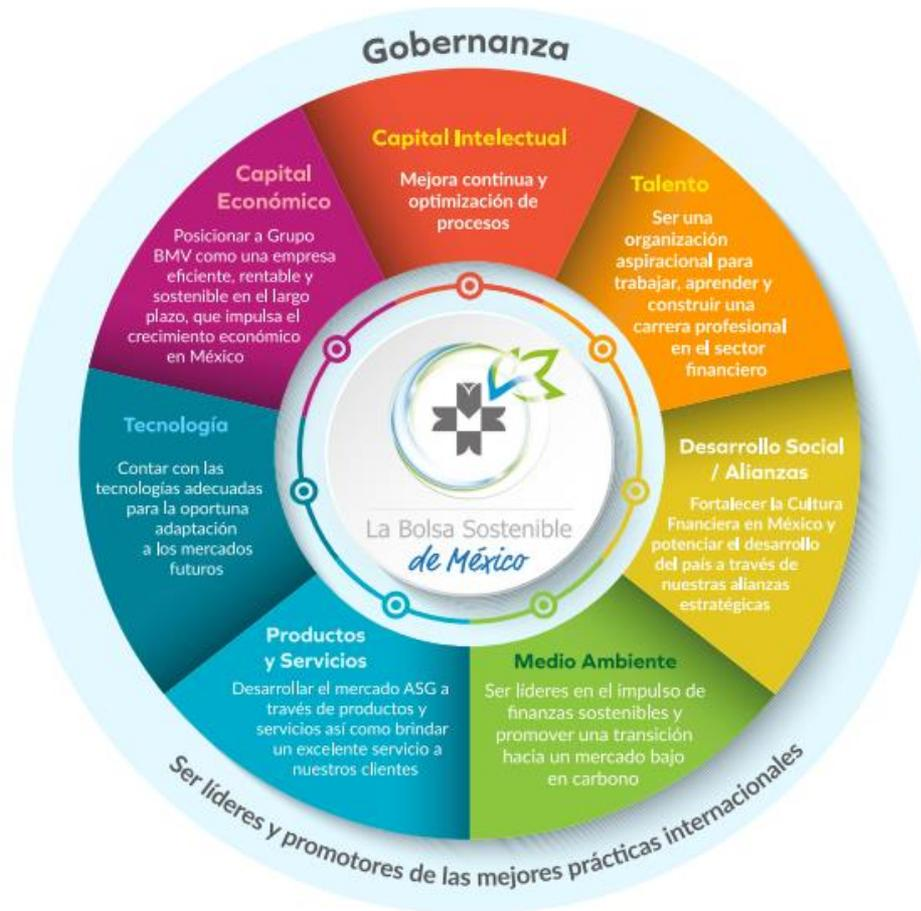 Gobernanza
Capital Intelectual
Mejora continua y
optimización de
procesos
Talento
Ser una
organización
aspiracional para
trabajar, aprender y
construir una
carrera profesional
en el sector
financiero
Desarrollo Social
/ Alianzas
Fortalecer la Cultura
Fnanciera en México y
potenciar el desarrollo
del país a través de
nuestras alianzas
estratégicas
Medio Ambiente
Ser líderes en el impulso de
finanzas sostenibles y
promover una transición
hacia un mercado bajo
en carbono
Productos
y Servicios
Desarrollar el mercado ASG a
través de productos y
servicios así como brindar
un excelente servicio a
nuestros clientes
Tecnología
Contar con las
tecnologías adecuadas
para la oportuna
adaptación
a los mercados
futuros
Capital
Económico
Posicionar a Grupo
BMV como una empresa
eficiente, rentable y
sostenible en el largo
plazo, que impulsa el
crecimiento económico
en México
La Bolsa Sostenible
de México
Ser líderes y promotores de las mejores prácticas internacionales